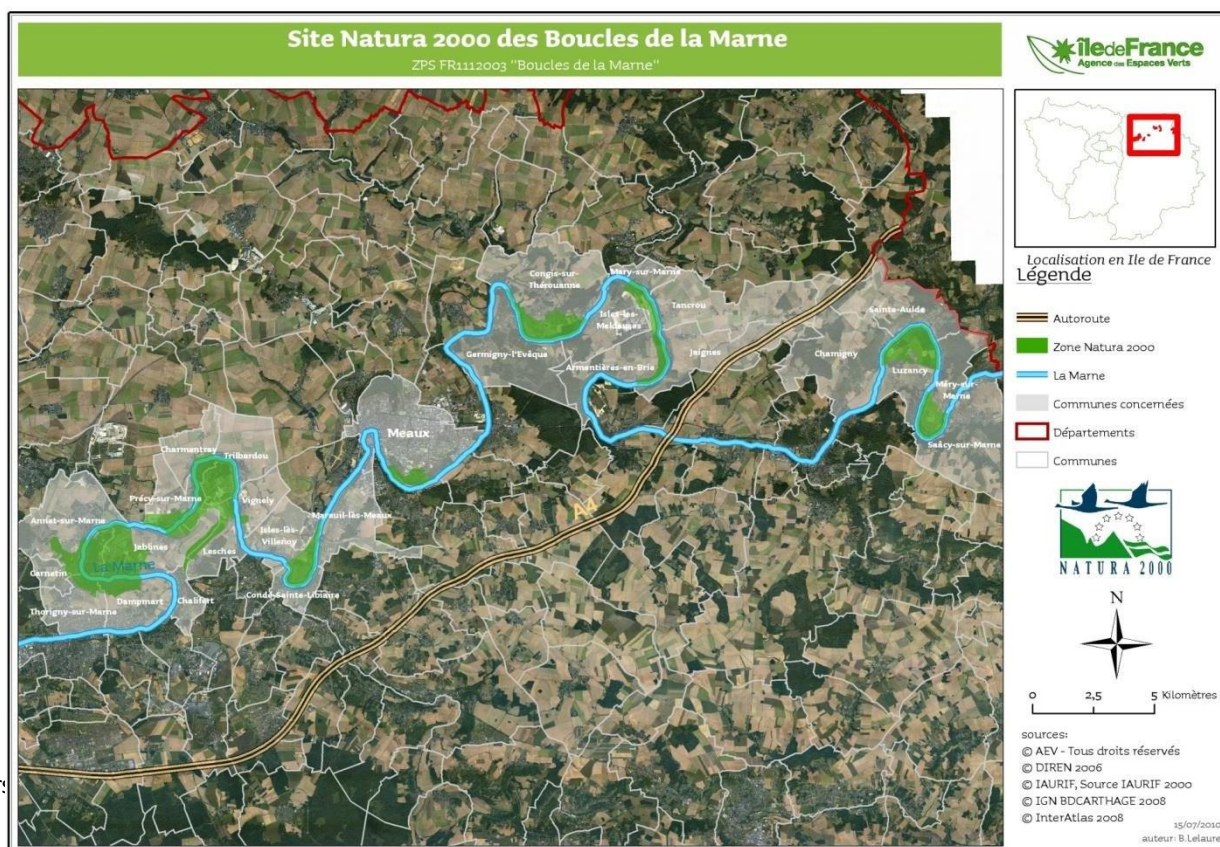 Site Natura 2000 des Boucles de la Marne
ZPS FR1112003 "Boucles de la Marne"
îledeFrance
Agence des Espaces Verts
Localisation en Ile de France
Légende
Autoroute
Zone Natura 2000
La Marne
Communes concernées
Départements
Communes
NATURA 2000
N
0 2,5 5 Kilomètres
sources:
© AEV - Tous droits réservés
© DIREN 2006
© IAURIF, Source IAURIF 2000
© IGN BDCARTHAGE 2008
© InterAtlas 2008
15/07/2010
auteur: B.Lelaure
Congis-sur-
Thérouanne
Mary-sur-Marne
Isles-les-
Meldeuses
Tancrou
Germigny-l'Evêque
Armentières-en-Brie
Jaignes
Sainte-Aulde
Chamigny
Luzancy
Méry-sur-
Marne
Saâcy-sur-Marne
Meaux
Charmentray
Trilbardou
Précy-sur-Marne
Vignely
Mareuil-lès-Meaux
Isles-lès-
Villenoy
Annet-sur-Marne
Jablines
Lesches
La Marne
Carnetin
Condé-Sainte-Libiaire
Dampmart
Chalifert
Thorigny-sur-Marne
A4